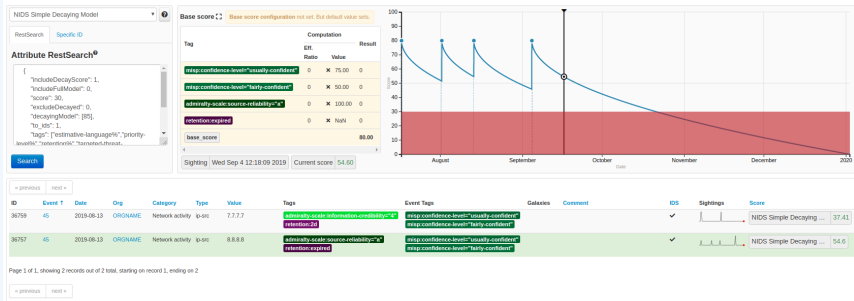 NIDS Simple Decaying Model
RestSearch Specific ID
Attribute RestSearch
{
"includeDecayScore": 1,
"includeFullModel": 0,
"score": 30,
"excludeDecayed": 0,
"decayingModel": [85],
"to_ids": 1,
"tags": ["estimative-language%","priority-
level%","retention%","targeted-threat-
Search
Base score Base score configuration not set. But default value sets.
Tag Computation Result
Eff. Ratio Value
misp:confidence-level="usually-confident" 0 × 75.00 0
misp:confidence-level="fairly-confident" 0 × 50.00 0
admiralty-scale:source-reliability="a" 0 × 100.00 0
retention:expired 0 × NaN 0
base_score 80.00
Sighting Wed Sep 4 12:18:09 2019 Current score 54.60
100
90
80
70
60
50
40
30
20
10
0
Score
August September October November December 2020
Date
« previous next »
ID Event ↑ Date Org Category Type Value Tags Event Tags Galaxies Comment IDS Sightings Score
36759 45 2019-08-13 ORGNAME Network activity ip-src 7.7.7.7 admiralty-scale:information-credibility="4" misp:confidence-level="usually-confident" ✔ NIDS Simple Decaying ... 37.41
retention:2d misp:confidence-level="fairly-confident"
36757 45 2019-08-13 ORGNAME Network activity ip-src 8.8.8.8 admiralty-scale:source-reliability="a" misp:confidence-level="usually-confident" ✔ NIDS Simple Decaying ... 54.6
retention:expired misp:confidence-level="fairly-confident"
Page 1 of 1, showing 2 records out of 2 total, starting on record 1, ending on 2
« previous next »